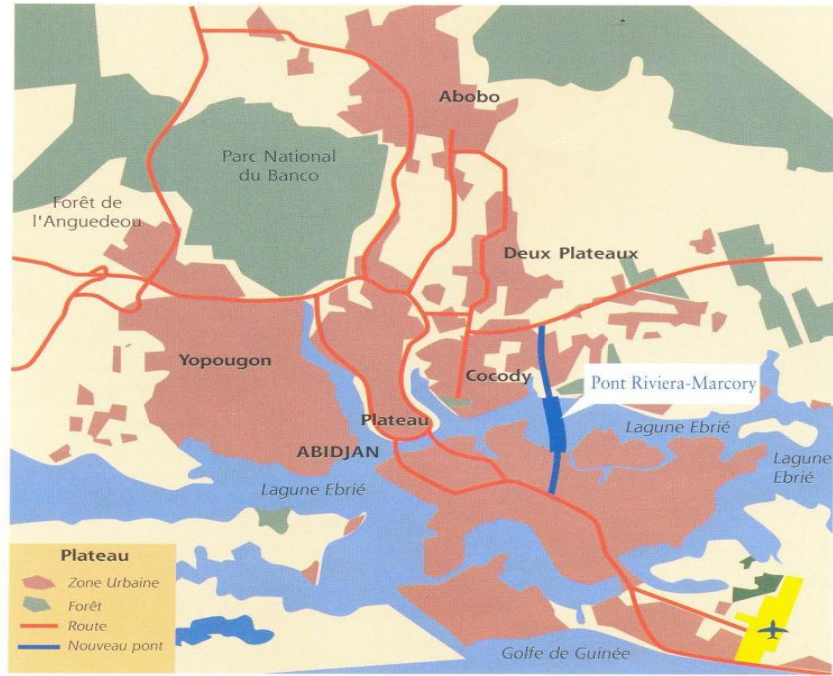 Abobo
Parc National
du Banco
Forêt de
l'Anguedeou
Deux Plateaux
Yopougon
Cocody
Pont Riviera-Marcory
Plateau
Lagune Ebrié
ABIDJAN
Lagune
Ebrié
Lagune Ebrié
Plateau
Zone Urbaine
Forêt
Route
Nouveau pont
Golfe de Guinée